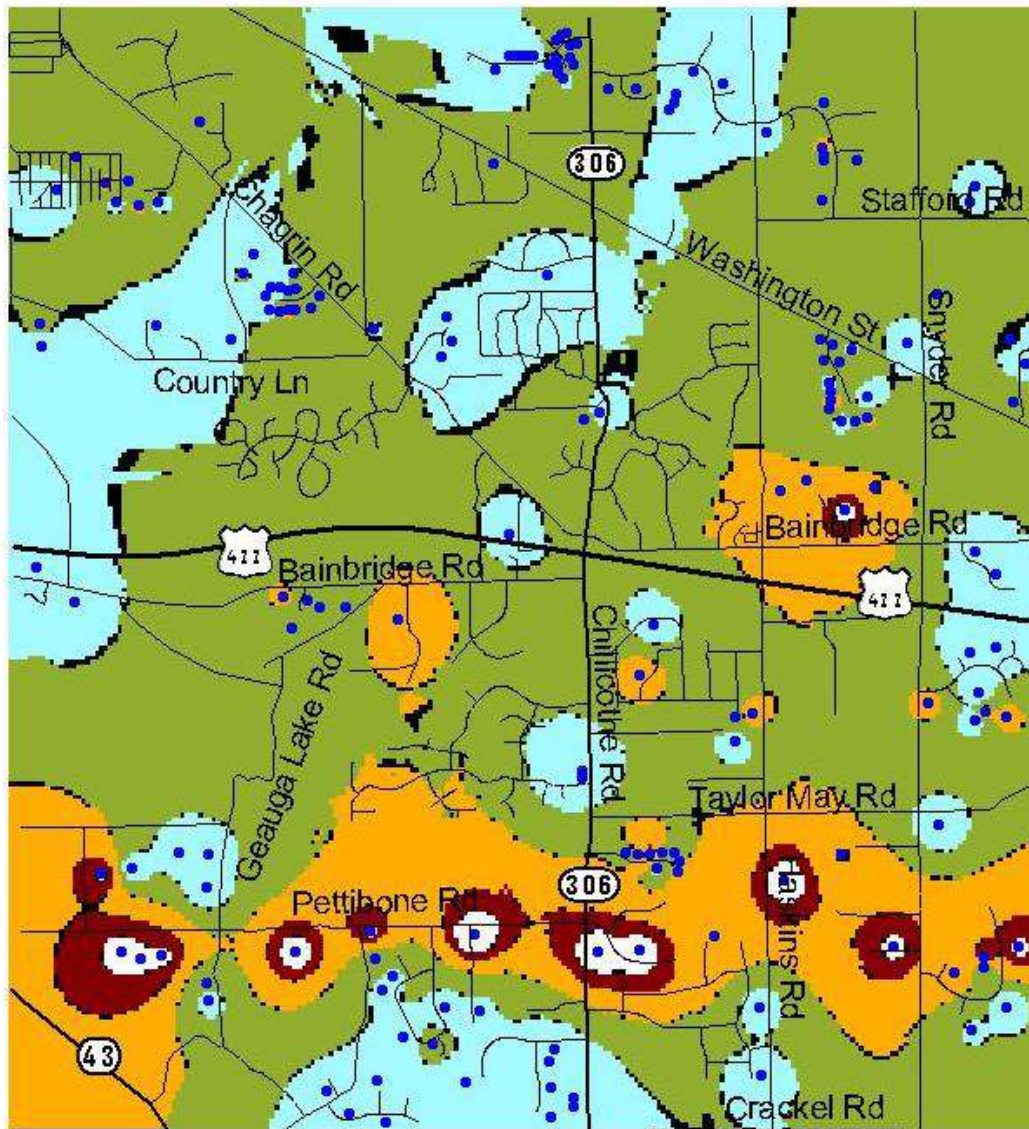 306
Stafford Rd
Chagrin Rd
Washington St
Snyder Rd
Country Ln
Bainbridge Rd
422
Bainbridge Rd
422
Chillicothe Rd
Geauga Lake Rd
Taylor May Rd
306
Pettibone Rd
Haskins Rd
43
Crackel Rd